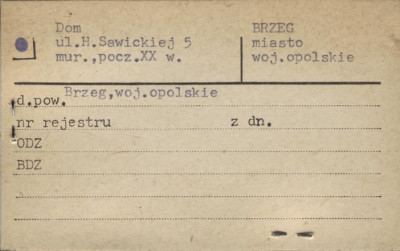 Dom
ul.H.Sawickiej 5
mur.,pocz.XX w.
BRZEG
miasto
woj.opolskie
Brzeg,woj.opolskie
d.pow.
nr rejestru z dn.
ODZ
BDZ